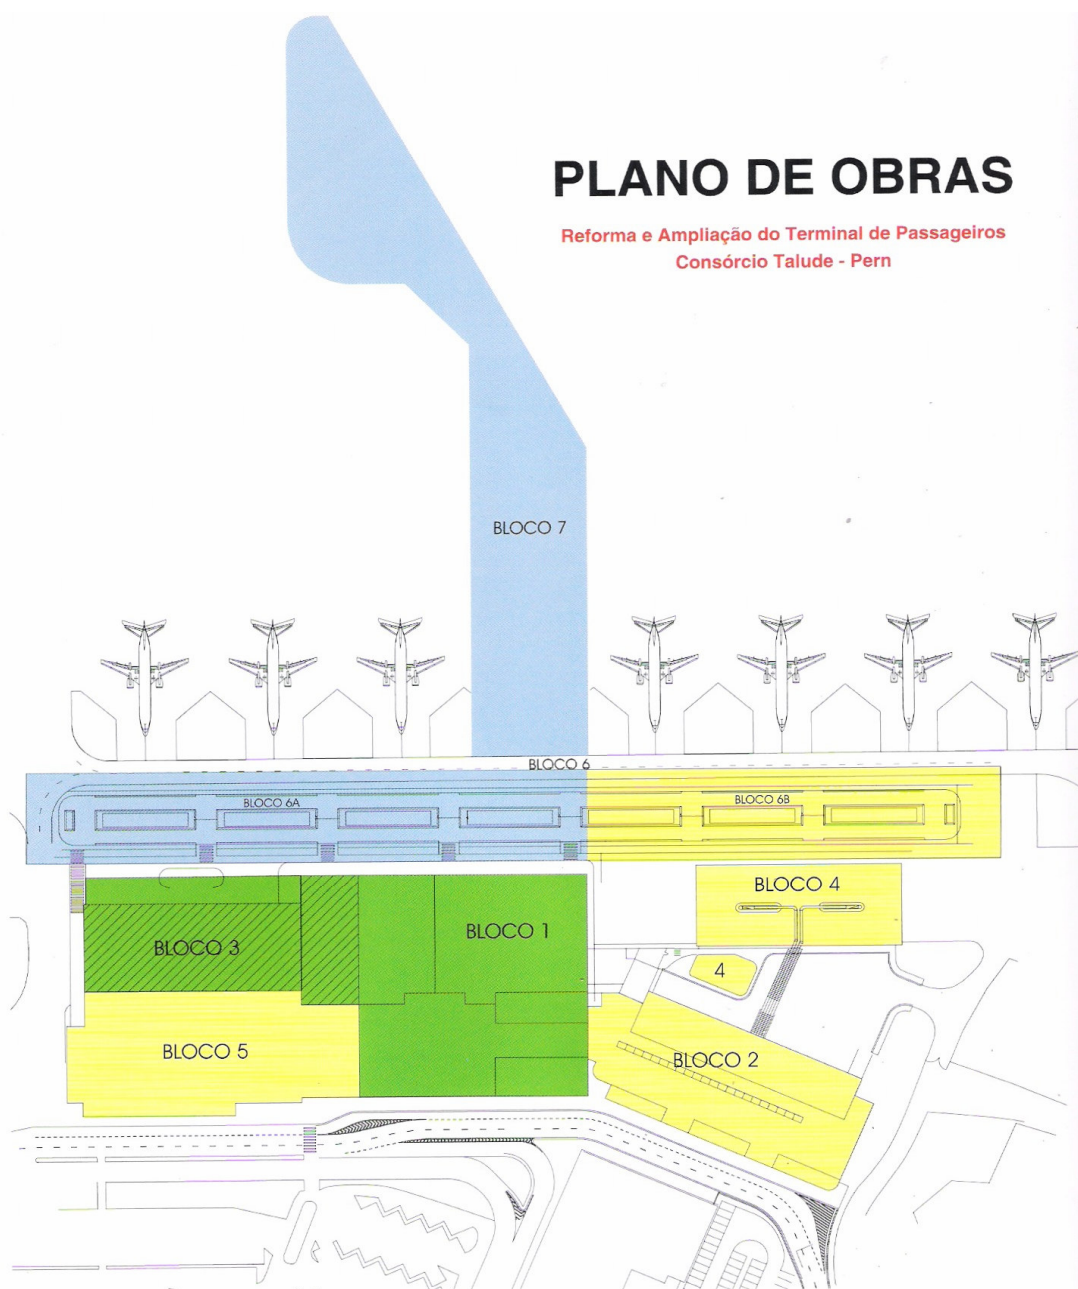 PLANO DE OBRAS
Reforma e Ampliação do Terminal de Passageiros
Consórcio Talude - Pern
BLOCO 7
BLOCO 6
BLOCO 6A
BLOCO 6B
BLOCO 4
BLOCO 1
BLOCO 3
4
BLOCO 5
BLOCO 2